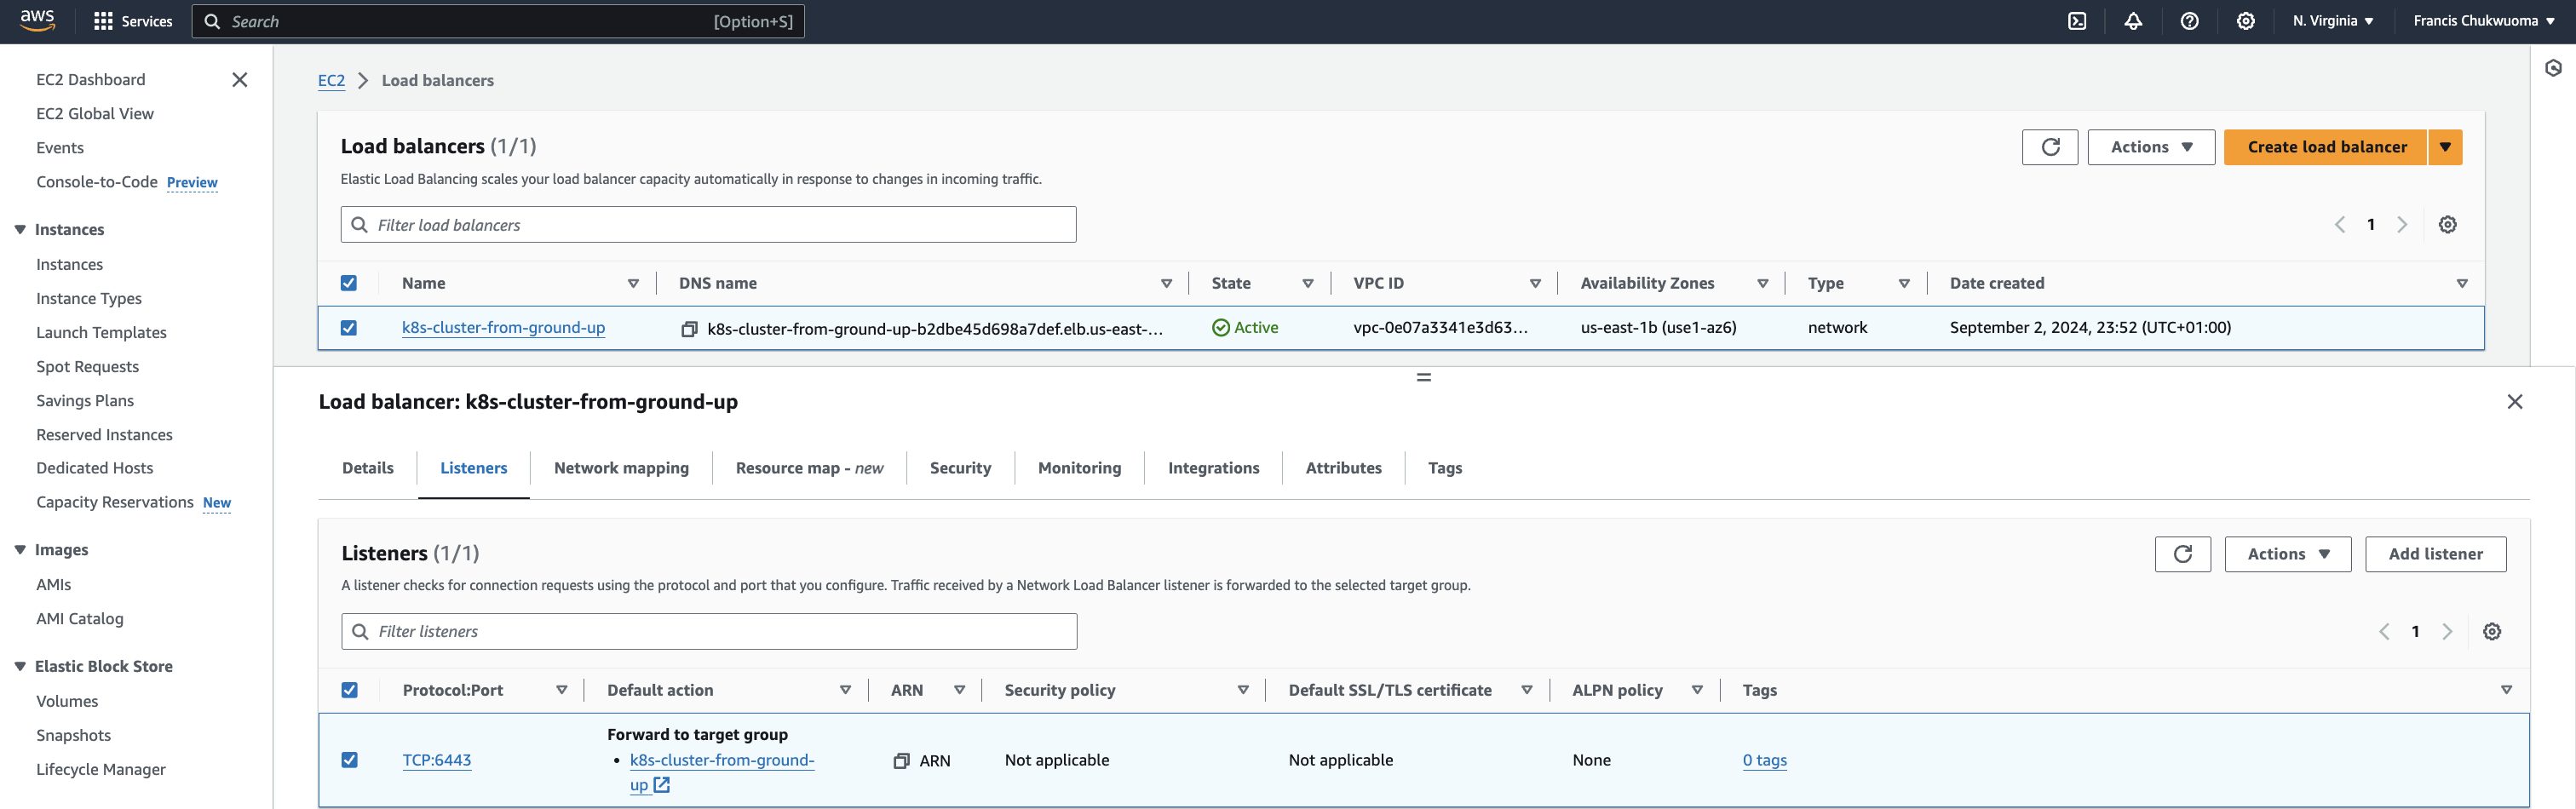 aws Services Search [Option+S] N. Virginia Francis Chukwuoma
EC2 Dashboard
EC2 Global View
Events
Console-to-Code Preview
Instances
Instances
Instance Types
Launch Templates
Spot Requests
Savings Plans
Reserved Instances
Dedicated Hosts
Capacity Reservations New
Images
AMIs
AMI Catalog
Elastic Block Store
Volumes
Snapshots
Lifecycle Manager
EC2 Load balancers
Load balancers (1/1)
Actions Create load balancer
Elastic Load Balancing scales your load balancer capacity automatically in response to changes in incoming traffic.
Filter load balancers
1
Name DNS name State VPC ID Availability Zones Type Date created
k8s-cluster-from-ground-up k8s-cluster-from-ground-up-b2dbe45d698a7def.elb.us-east-... Active vpc-0e07a3341e3d63... us-east-1b (use1-az6) network September 2, 2024, 23:52 (UTC+01:00)
Load balancer: k8s-cluster-from-ground-up
Details Listeners Network mapping Resource map - new Security Monitoring Integrations Attributes Tags
Listeners (1/1)
Actions Add listener
A listener checks for connection requests using the protocol and port that you configure. Traffic received by a Network Load Balancer listener is forwarded to the selected target group.
Filter listeners
1
Protocol:Port Default action ARN Security policy Default SSL/TLS certificate ALPN policy Tags
Forward to target group
TCP:6443 • k8s-cluster-from-ground- ARN Not applicable Not applicable None 0 tags
up